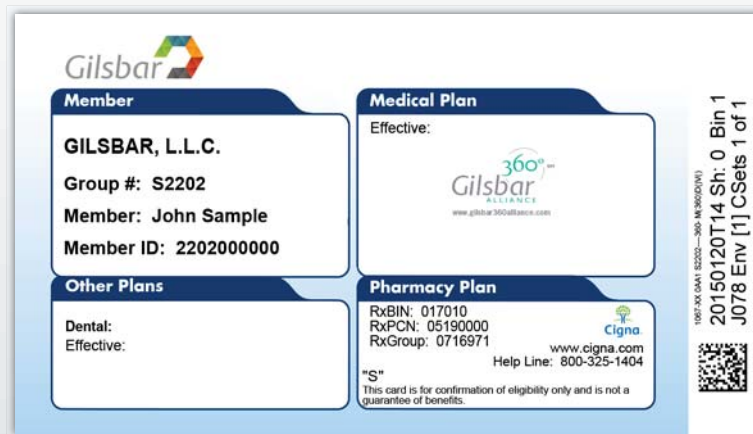 Gilsbar
Member
GILSBAR, L.L.C.
Group #: S2202
Member: John Sample
Member ID: 2202000000
Medical Plan
Effective:
360° SM
Gilsbar
ALLIANCE
www.gilsbar360alliance.com
Other Plans
Dental:
Effective:
Pharmacy Plan
RxBIN: 017010
RxPCN: 05190000
RxGroup: 0716971
Cigna
www.cigna.com
Help Line: 800-325-1404
"S"
This card is for confirmation of eligibility only and is not a
guarantee of benefits.
20150120T14 Sh: 0 Bin 1
J078 Env [1] CSets 1 of 1